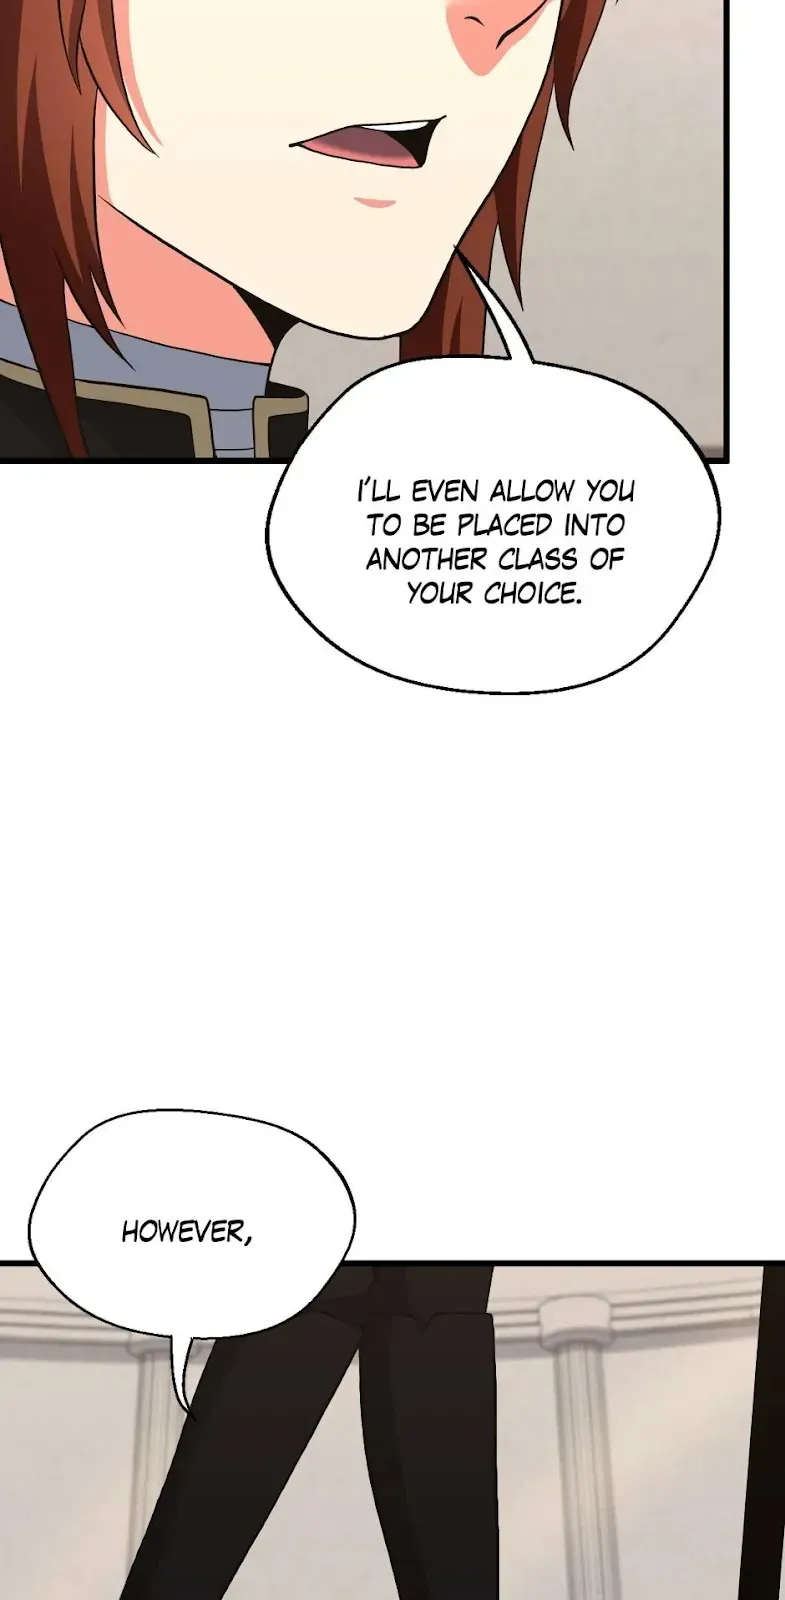 I'LL EVEN ALLOW YOU
TO BE PLACED INTO
ANOTHER CLASS OF
YOUR CHOICE.
HOWEVER,